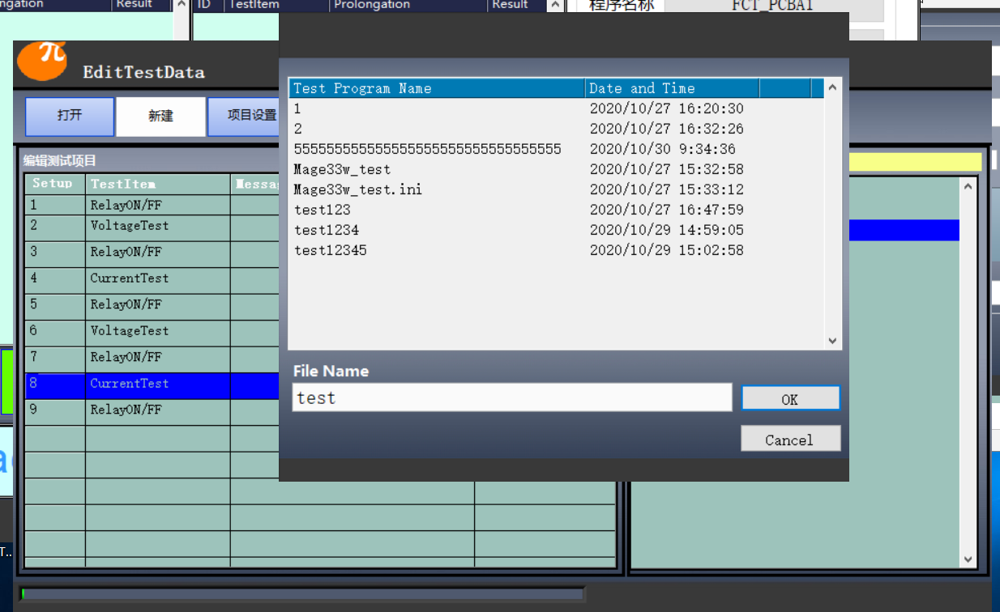 ngation Result ID TestItem Prolongation Result 程序名称 FCT_PCBA1
π EditTestData
打开 新建 项目设置
编辑测试项目
Setup TestItem Messa
1 RelayON/FF
2 VoltageTest
3 RelayON/FF
4 CurrentTest
5 RelayON/FF
6 VoltageTest
7 RelayON/FF
8 CurrentTest
9 RelayON/FF
Test Program Name Date and Time
1 2020/10/27 16:20:30
2 2020/10/27 16:32:26
555555555555555555555555555555555 2020/10/30 9:34:36
Mage33w_test 2020/10/27 15:32:58
Mage33w_test.ini 2020/10/27 15:33:12
test123 2020/10/27 16:47:59
test1234 2020/10/29 14:59:05
test12345 2020/10/29 15:02:58
File Name
test OK
Cancel
T..